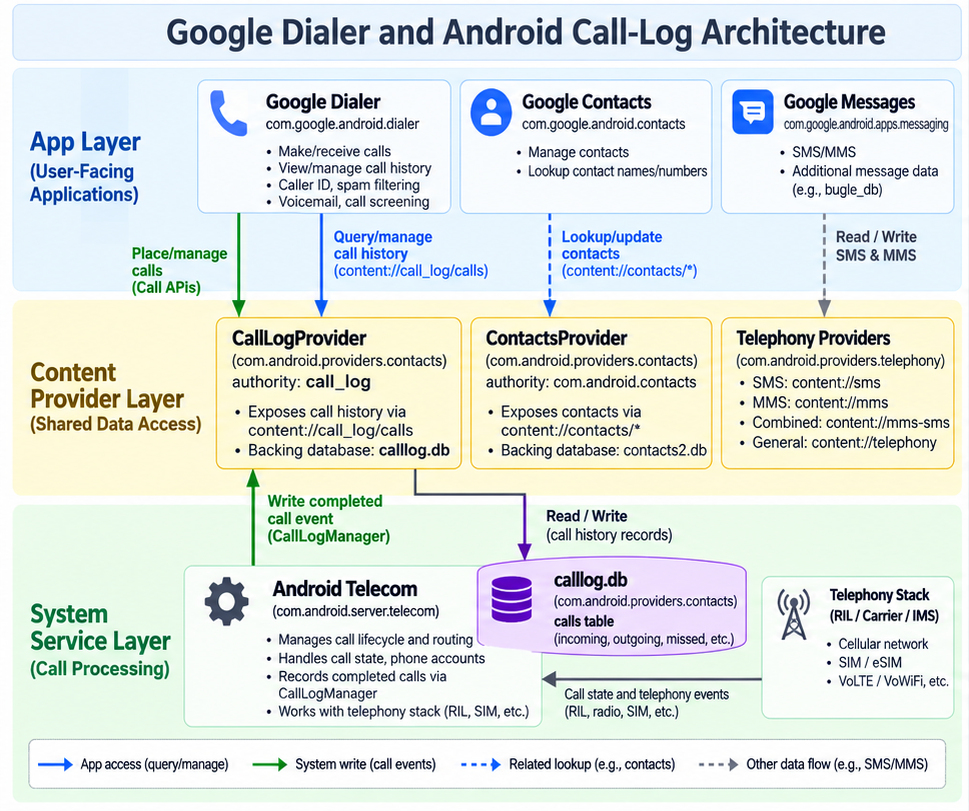 Google Dialer and Android Call-Log Architecture
App Layer
(User-Facing
Applications)
Google Dialer
com.google.android.dialer
• Make/receive calls
• View/manage call history
• Caller ID, spam filtering
• Voicemail, call screening
Google Contacts
com.google.android.contacts
• Manage contacts
• Lookup contact names/numbers
Google Messages
com.google.android.apps.messaging
• SMS/MMS
• Additional message data
(e.g., bugle_db)
Place/manage
calls
(Call APIs)
Query/manage
call history
(content://call_log/calls)
Lookup/update
contacts
(content://contacts/*)
Read / Write
SMS & MMS
Content
Provider Layer
(Shared Data Access)
CallLogProvider
(com.android.providers.contacts)
authority: call_log
• Exposes call history via
content://call_log/calls
• Backing database: calllog.db
ContactsProvider
(com.android.providers.contacts)
authority: com.android.contacts
• Exposes contacts via
content://contacts/*
• Backing database: contacts2.db
Telephony Providers
(com.android.providers.telephony)
• SMS: content://sms
• MMS: content://mms
• Combined: content://mms-sms
• General: content://telephony
Write completed
call event
(CallLogManager)
Read / Write
(call history records)
System
Service Layer
(Call Processing)
Android Telecom
(com.android.server.telecom)
• Manages call lifecycle and routing
• Handles call state, phone accounts
• Records completed calls via
CallLogManager
• Works with telephony stack (RIL, SIM, etc.)
calllog.db
(com.android.providers.contacts)
calls table
(incoming, outgoing, missed, etc.)
Telephony Stack
(RIL / Carrier / IMS)
• Cellular network
• SIM / eSIM
• VoLTE / VoWiFi, etc.
Call state and telephony events
(RIL, radio, SIM, etc.)
App access (query/manage)
System write (call events)
Related lookup (e.g., contacts)
Other data flow (e.g., SMS/MMS)